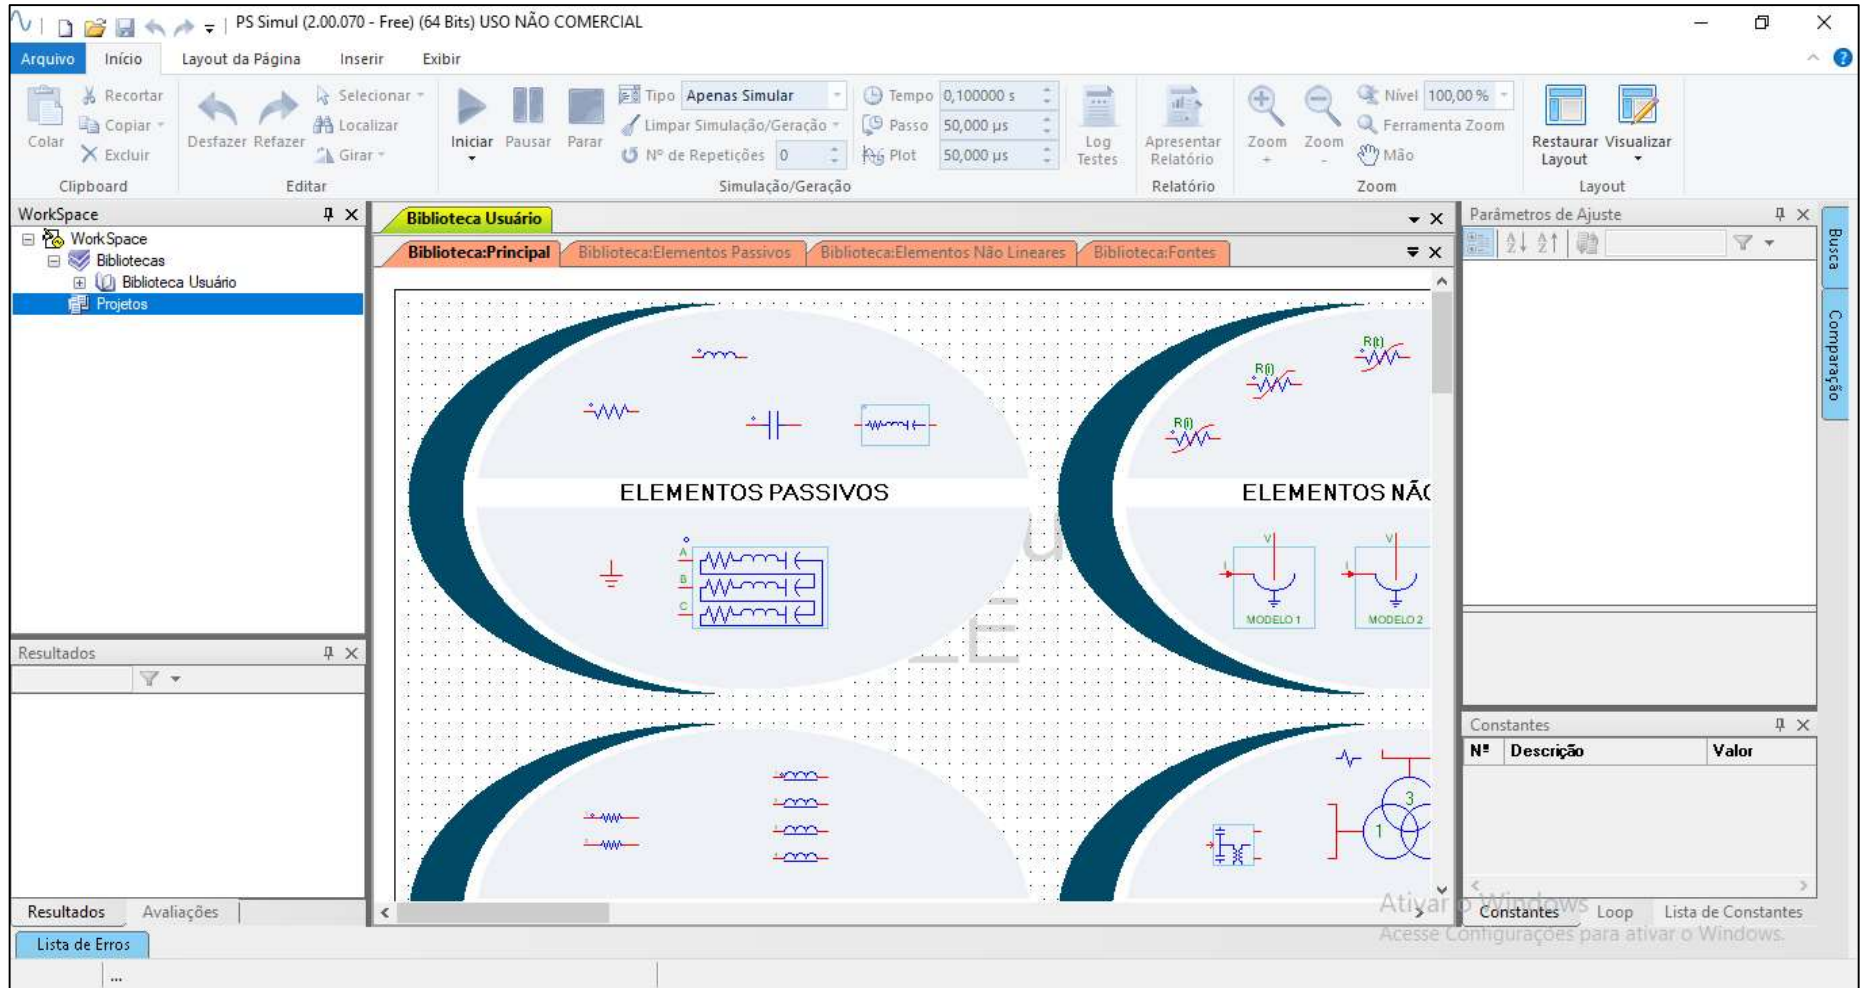 PS Simul (2.00.070 - Free) (64 Bits) USO NÃO COMERCIAL
Arquivo Início Layout da Página Inserir Exibir
Colar
Recortar
Copiar
Excluir
Clipboard
Desfazer Refazer
Selecionar
Localizar
Girar
Editar
Iniciar Pausar Parar
Tipo Apenas Simular
Limpar Simulação/Geração
Nº de Repetições 0
Tempo 0,100000 s
Passo 50,000 µs
Plot 50,000 µs
Log
Testes
Simulação/Geração
Apresentar
Relatório
Relatório
Zoom
+
Zoom
-
Nível 100,00 %
Ferramenta Zoom
Mão
Zoom
Restaurar
Layout
Visualizar
Layout
WorkSpace
WorkSpace
Bibliotecas
Biblioteca Usuário
Projetos
Resultados
Resultados Avaliações
Lista de Erros
...
Biblioteca Usuário
Biblioteca:Principal Biblioteca:Elementos Passivos Biblioteca:Elementos Não Lineares Biblioteca:Fontes
ELEMENTOS PASSIVOS
A
B
C
R(t)
R(i)
R(i)
ELEMENTOS NÃ
V V
I I
MODELO 1 MODELO 2
3
1
Parâmetros de Ajuste
Busca
Comparação
Constantes
Nº Descrição Valor
Constantes Loop Lista de Constantes
Ativar o Windows
Acesse Configurações para ativar o Windows.